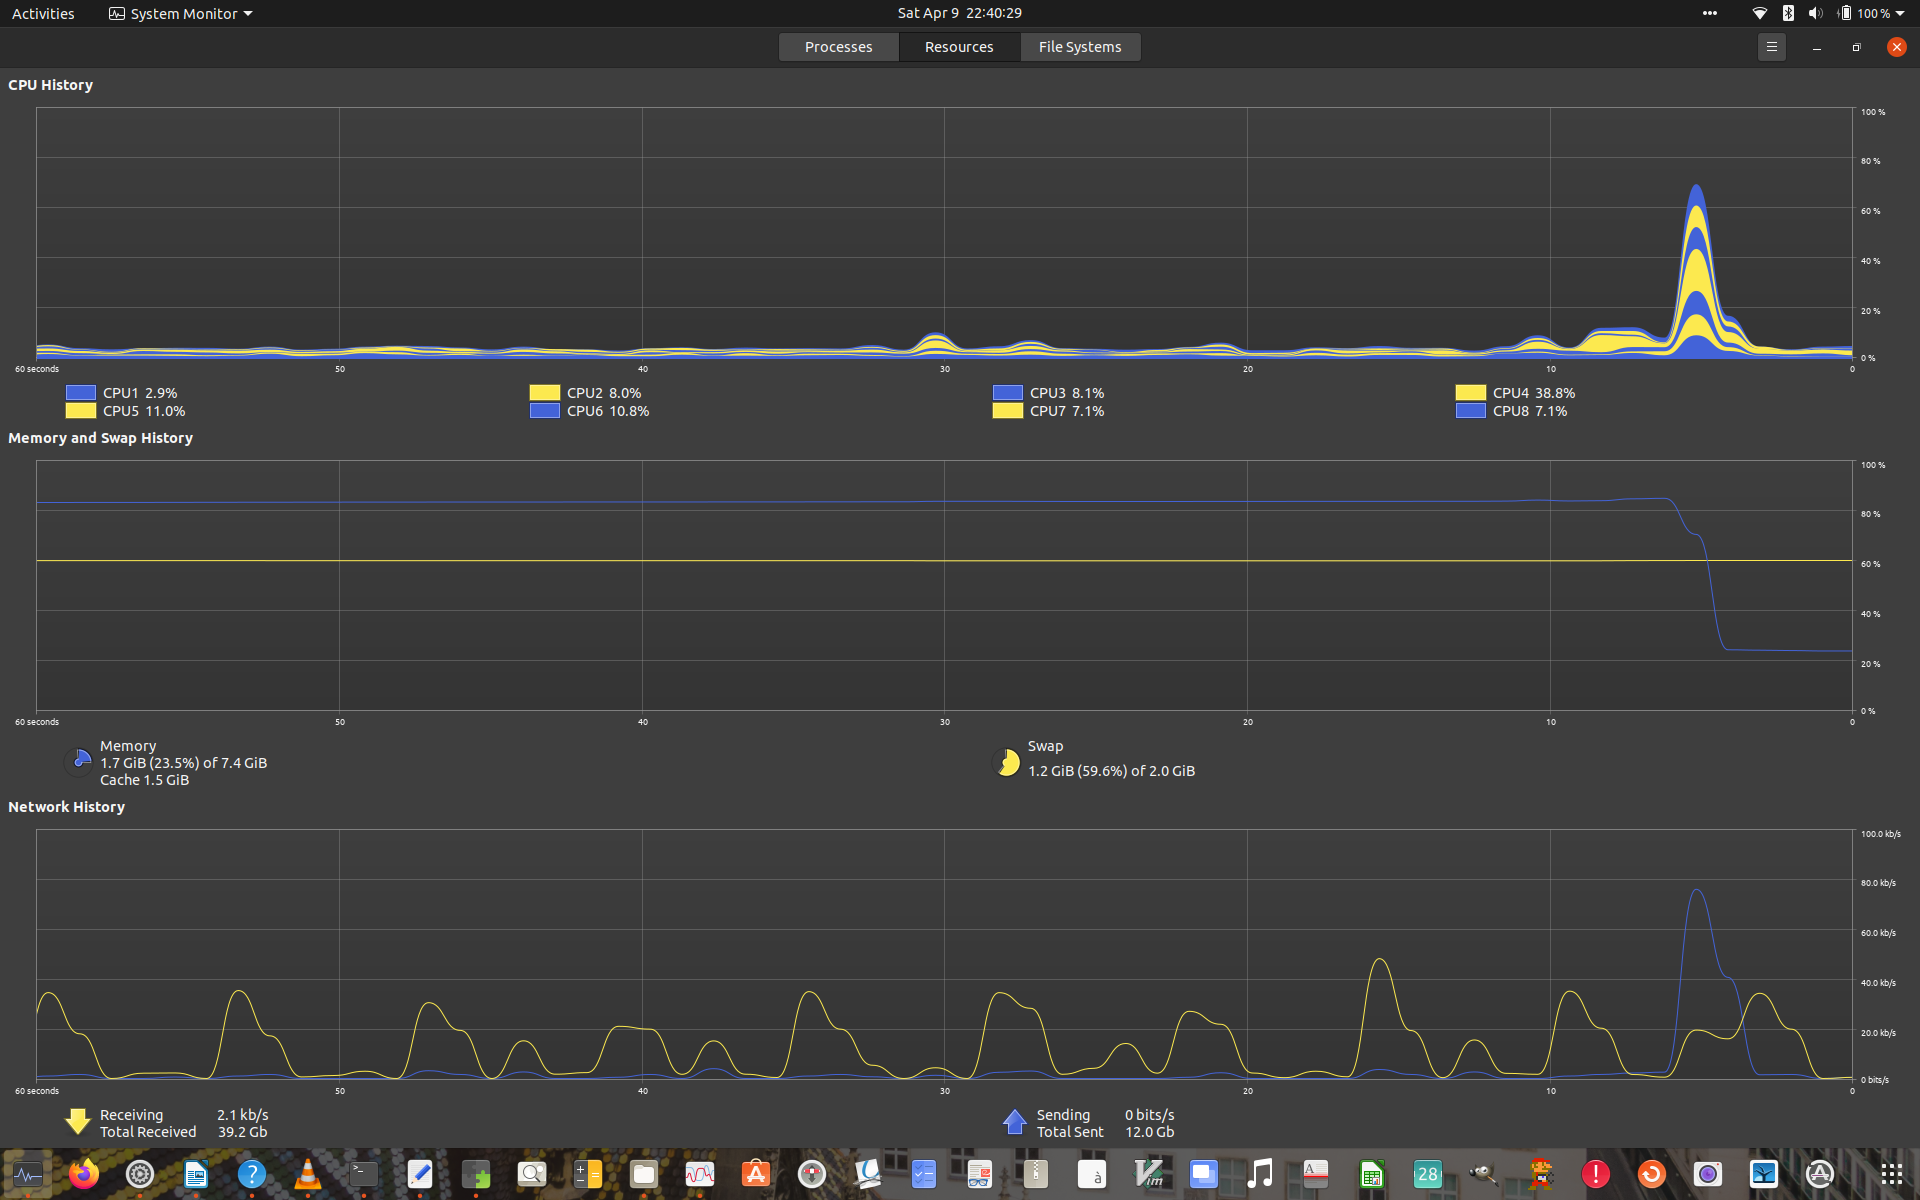 Activities System Monitor Sat Apr 9 22:40:29 100 %
Processes Resources File Systems
CPU History
100 %
80 %
60 %
40 %
20 %
0 %
60 seconds 50 40 30 20 10 0
CPU1 2.9% CPU2 8.0% CPU3 8.1% CPU4 38.8%
CPU5 11.0% CPU6 10.8% CPU7 7.1% CPU8 7.1%
Memory and Swap History
100 %
80 %
60 %
40 %
20 %
0 %
60 seconds 50 40 30 20 10 0
Memory
1.7 GiB (23.5%) of 7.4 GiB
Cache 1.5 GiB
Swap
1.2 GiB (59.6%) of 2.0 GiB
Network History
100.0 kb/s
80.0 kb/s
60.0 kb/s
40.0 kb/s
20.0 kb/s
0 bits/s
60 seconds 50 40 30 20 10 0
Receiving 2.1 kb/s
Total Received 39.2 Gb
Sending 0 bits/s
Total Sent 12.0 Gb
? >_ à Vim A 28 !